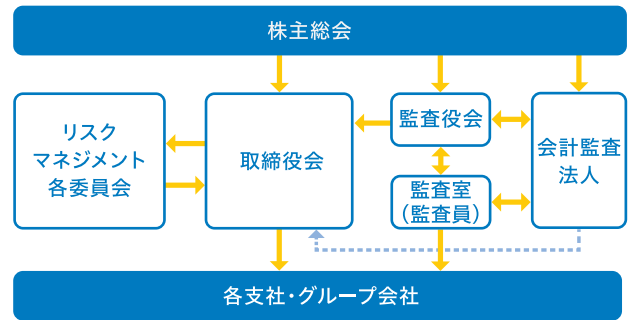 株主総会
リスク
マネジメント
各委員会
取締役会
監査役会
監査室
（監査員）
会計監査
法人
各支社・グループ会社